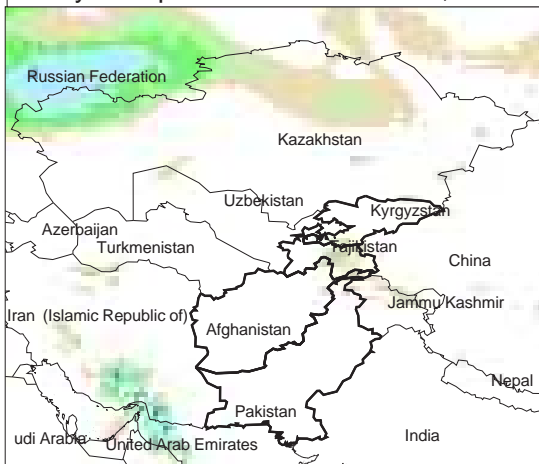 Russian Federation
Kazakhstan
Uzbekistan
Kyrgyzstan
Azerbaijan
Turkmenistan
Tajikistan
China
Jammu/Kashmir
Iran (Islamic Republic of)
Afghanistan
Nepal
Pakistan
udi Arabia
United Arab Emirates
India